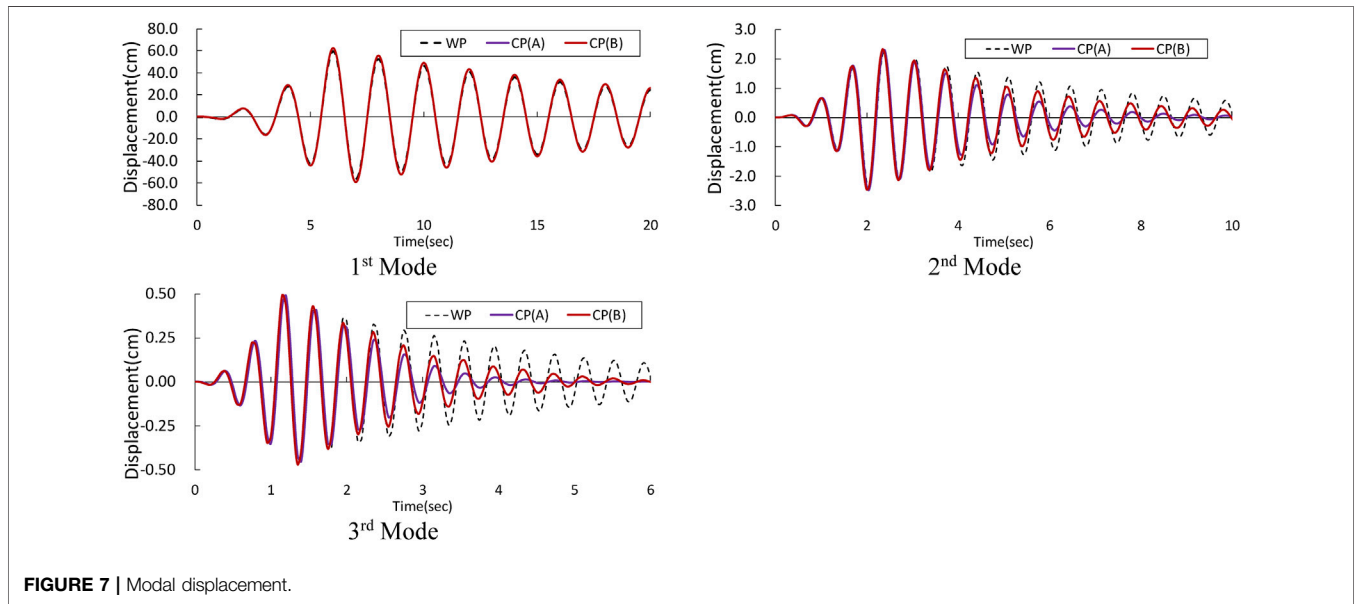 Displacement(cm)
80.0
60.0
40.0
20.0
0.0
-20.0
-40.0
-60.0
-80.0
WP CP(A) CP(B)
0 5 10 15 20
Time(sec)
1st Mode
Displacement(cm)
3.0
2.0
1.0
0.0
-1.0
-2.0
-3.0
WP CP(A) CP(B)
0 2 4 6 8 10
Time(sec)
2nd Mode
Displacement(cm)
0.50
0.25
0.00
-0.25
-0.50
WP CP(A) CP(B)
0 1 2 3 4 5 6
Time(sec)
3rd Mode
FIGURE 7 | Modal displacement.